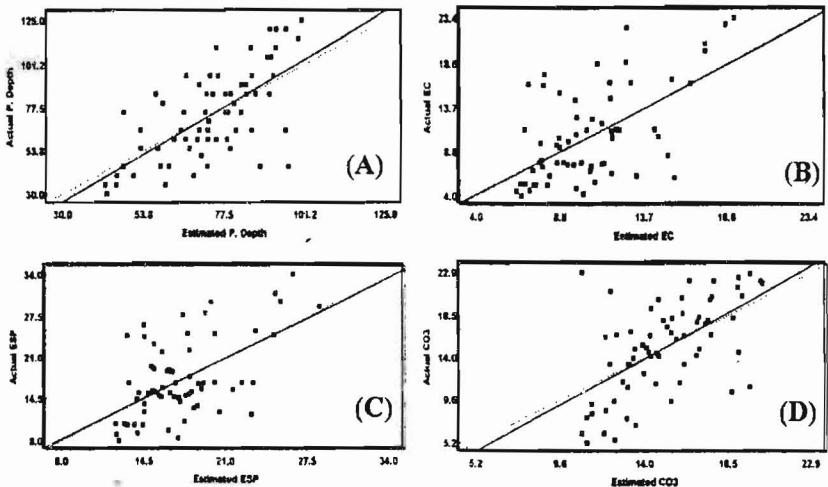 125.0
101.2
77.5
53.8
30.0
Actual P. Depth
30.0 53.8 77.5 101.2 125.0
Estimated P. Depth
(A)
23.4
18.6
13.7
8.8
4.0
Actual EC
4.0 8.8 13.7 18.6 23.4
Estimated EC
(B)
34.0
27.5
21.0
14.5
8.0
Actual ESP
8.0 14.5 21.0 27.5 34.0
Estimated ESP
(C)
22.9
18.5
14.0
9.6
5.2
Actual CO3
5.2 9.6 14.0 18.5 22.9
Estimated CO3
(D)